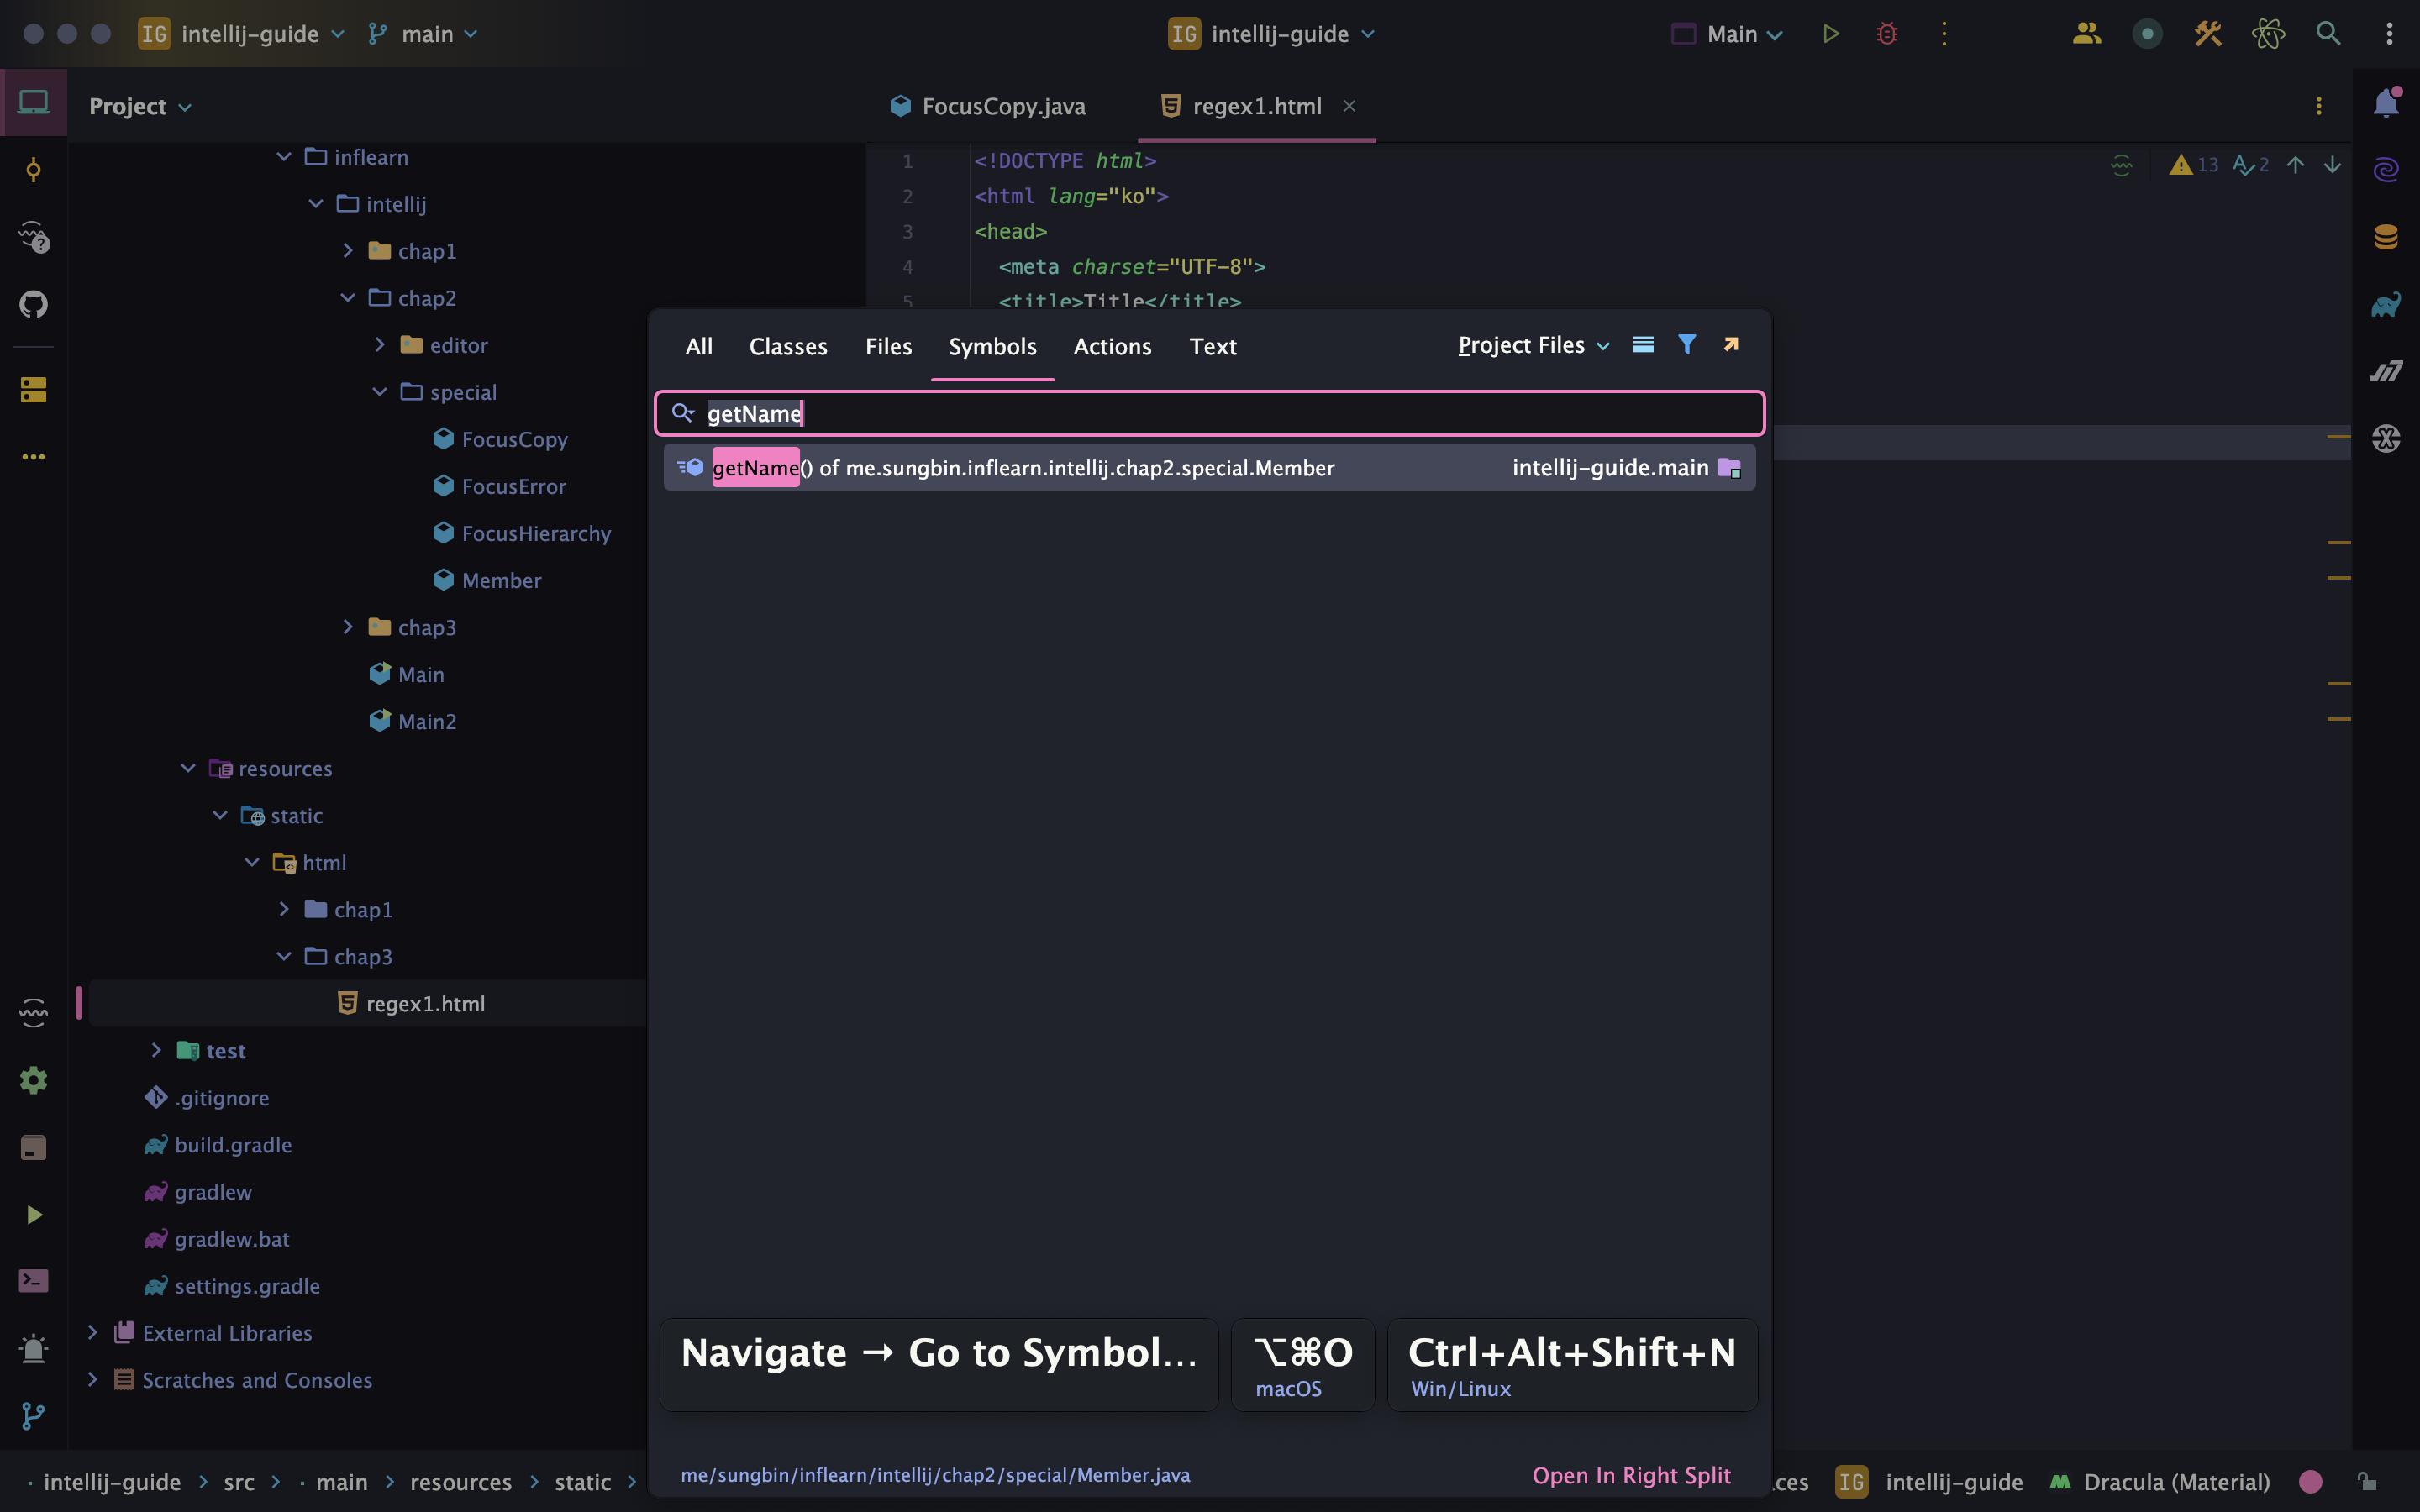 IG intellij-guide main
IG intellij-guide
Main
Project
FocusCopy.java
regex1.html
inflearn
intellij
chap1
chap2
editor
special
FocusCopy
FocusError
FocusHierarchy
Member
chap3
Main
Main2
resources
static
html
chap1
chap3
regex1.html
test
.gitignore
build.gradle
gradlew
gradlew.bat
settings.gradle
External Libraries
Scratches and Consoles
1 <!DOCTYPE html>
2 <html lang="ko">
3 <head>
4 <meta charset="UTF-8">
5 <title>Title</title>
13 2
All Classes Files Symbols Actions Text Project Files
getName
getName() of me.sungbin.inflearn.intellij.chap2.special.Member intellij-guide.main
Navigate → Go to Symbol...
⌥⌘O
macOS
Ctrl+Alt+Shift+N
Win/Linux
me/sungbin/inflearn/intellij/chap2/special/Member.java Open In Right Split
intellij-guide > src > main > resources > static >
ces IG intellij-guide Dracula (Material)